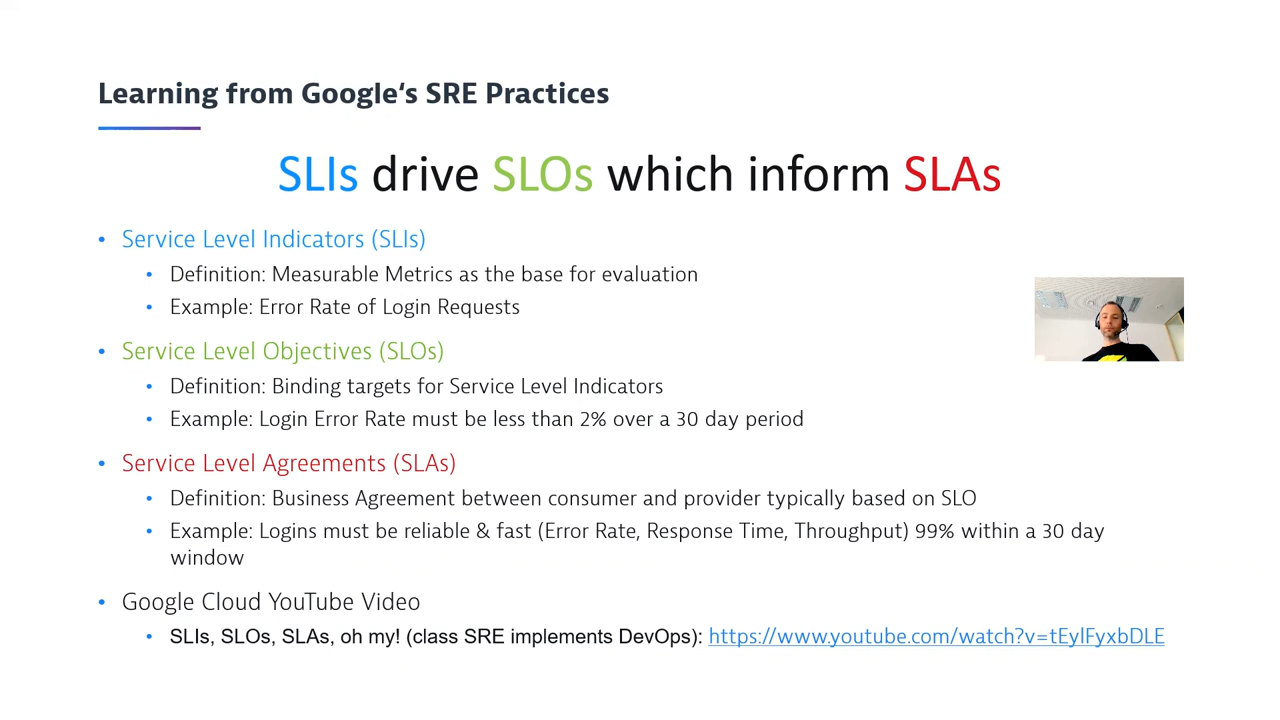 Learning from Google‘s SRE Practices
SLIs drive SLOs which inform SLAs
• Service Level Indicators (SLIs)
• Definition: Measurable Metrics as the base for evaluation
• Example: Error Rate of Login Requests
• Service Level Objectives (SLOs)
• Definition: Binding targets for Service Level Indicators
• Example: Login Error Rate must be less than 2% over a 30 day period
• Service Level Agreements (SLAs)
• Definition: Business Agreement between consumer and provider typically based on SLO
• Example: Logins must be reliable & fast (Error Rate, Response Time, Throughput) 99% within a 30 day
window
• Google Cloud YouTube Video
• SLIs, SLOs, SLAs, oh my! (class SRE implements DevOps): https://www.youtube.com/watch?v=tEylFyxbDLE